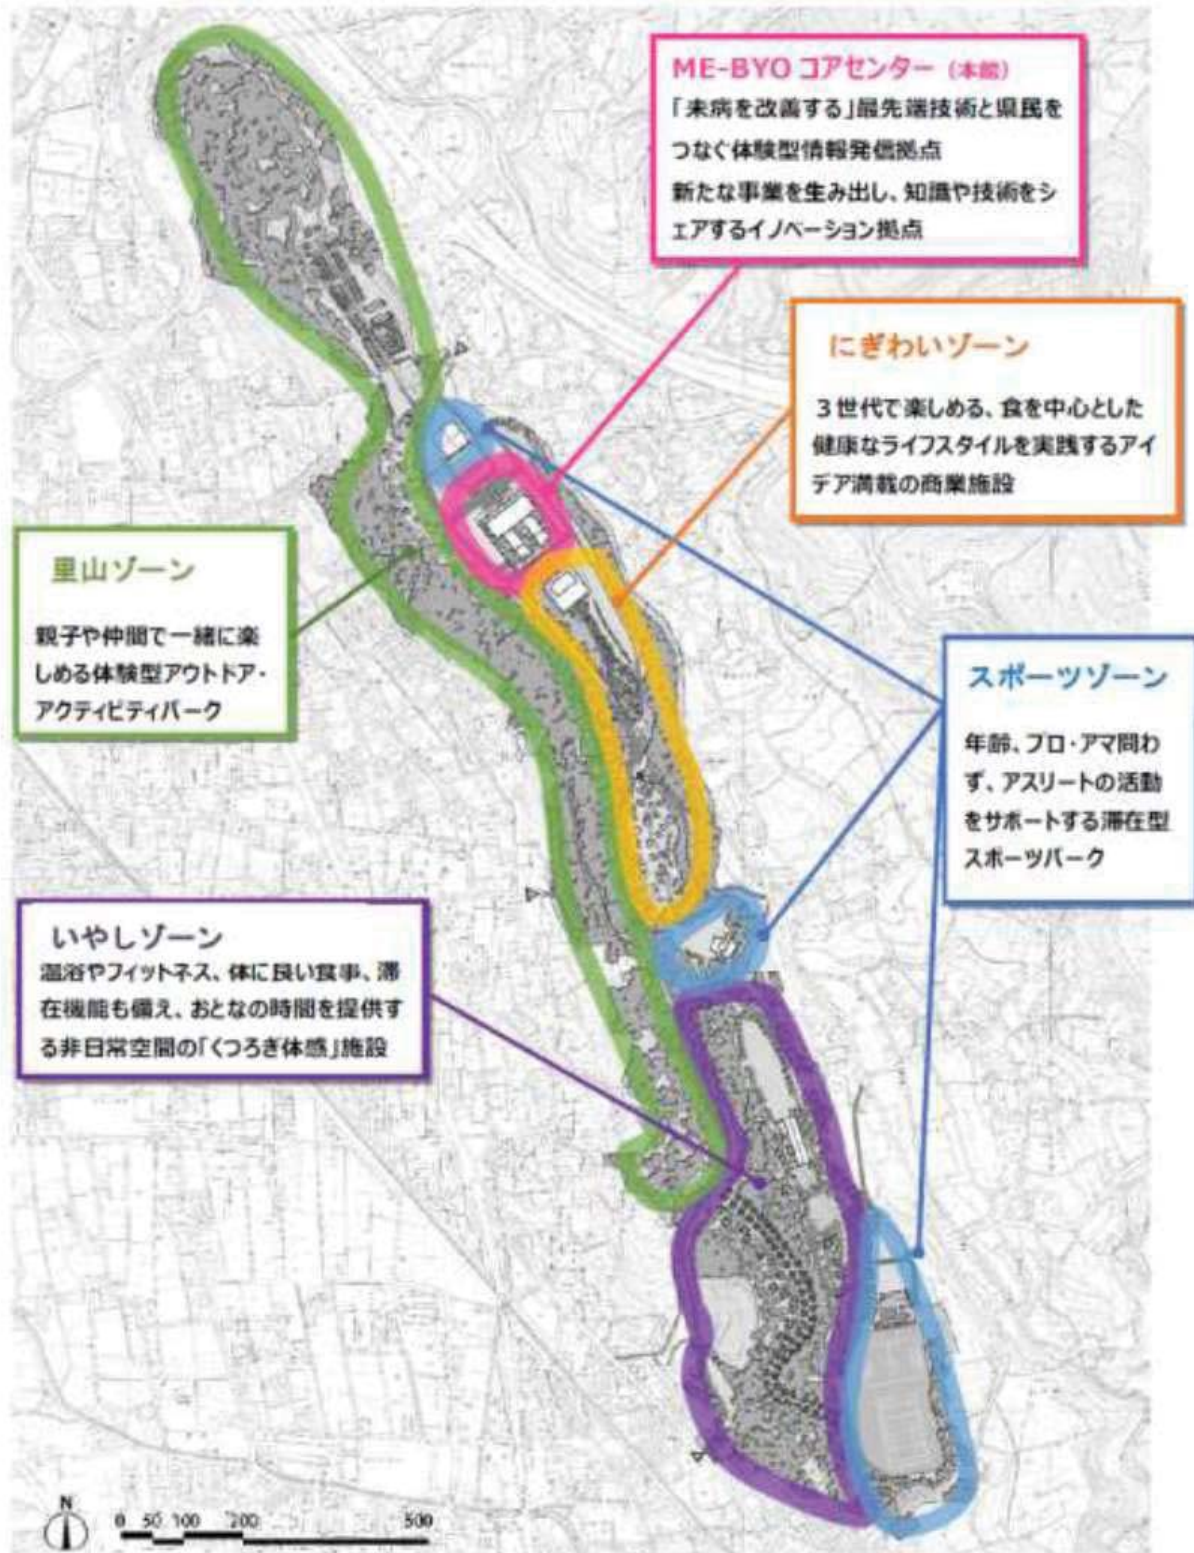 ME-BYO コアセンター（本館）
「未病を改善する」最先端技術と県民を
つなぐ体験型情報発信拠点
新たな事業を生み出し、知識や技術をシ
ェアするイノベーション拠点
にぎわいゾーン
３世代で楽しめる、食を中心とした
健康なライフスタイルを実践するアイ
デア満載の商業施設
里山ゾーン
親子や仲間で一緒に楽
しめる体験型アウトドア・
アクティビティパーク
スポーツゾーン
年齢、プロ・アマ問わ
ず、アスリートの活動
をサポートする滞在型
スポーツパーク
いやしゾーン
温浴やフィットネス、体に良い食事、滞
在機能も備え、おとなの時間を提供す
る非日常空間の「くつろぎ体感」施設
N
0 50 100 200 500